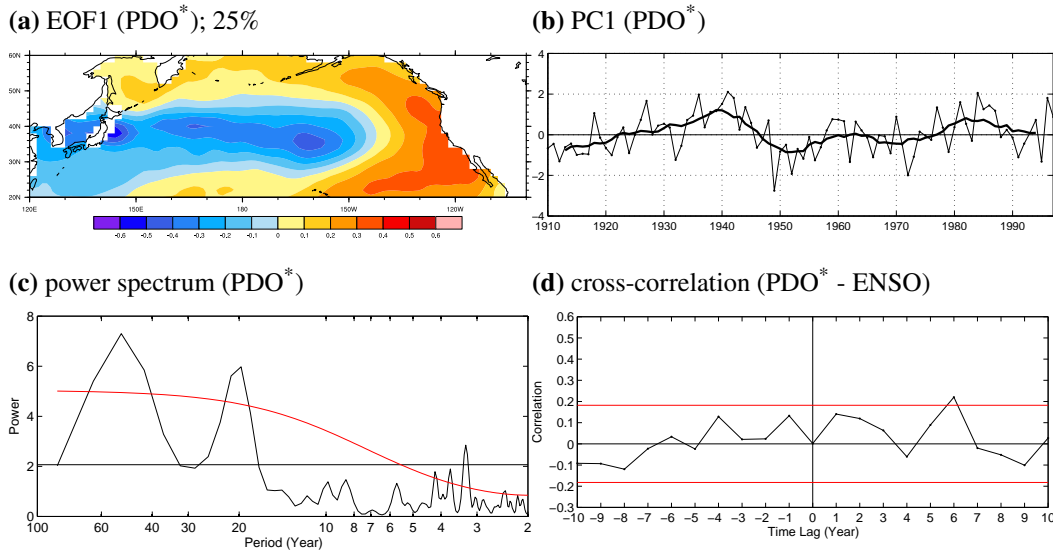 (a) EOF1 (PDO*); 25%
60N
50N
40N
30N
20N
120E 150E 180 150W 120W
-0.6 -0.5 -0.4 -0.3 -0.2 -0.1 0 0.1 0.2 0.3 0.4 0.5 0.6
(b) PC1 (PDO*)
4
2
0
−2
−4
1910 1920 1930 1940 1950 1960 1970 1980 1990
(c) power spectrum (PDO*)
8
6
4
2
0
Power
100 60 40 20 10 9 8 7 6 5 4 3 2
Period (Year)
(d) cross-correlation (PDO* - ENSO)
0.6
0.5
0.4
0.3
0.2
0.1
0
−0.1
−0.2
−0.3
Correlation
−10 −9 −8 −7 −6 −5 −4 −3 −2 −1 0 1 2 3 4 5 6 7 8 9 10
Time Lag (Year)